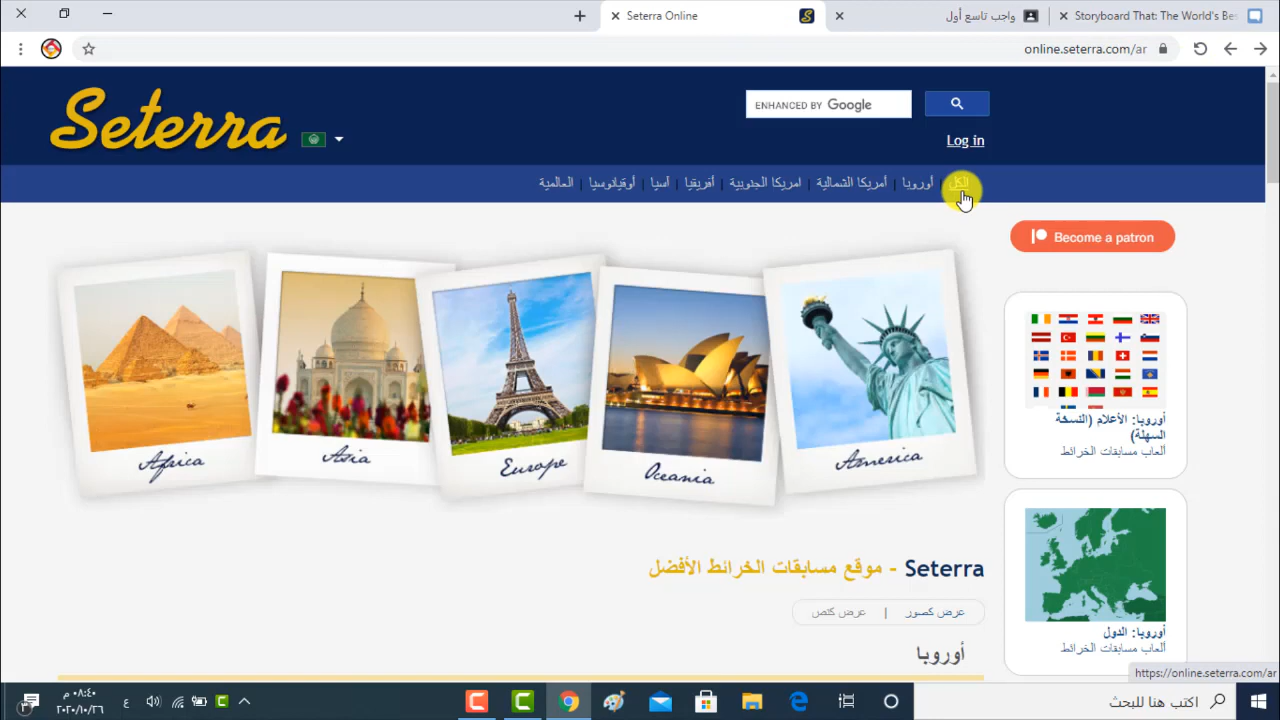 Seterra Online
واجب تاسع أول
Storyboard That: The World's Bes
online.seterra.com/ar
Seterra
ENHANCED BY Google
Log in
الكل | أوروبا | أمريكا الشمالية | امريكا الجنوبية | أفريقيا | آسيا | أوقيانوسيا | العالمية
Become a patron
Africa
Asia
Europe
Oceania
America
أوروبا: الأعلام (النسخة
السهلة)
ألعاب مسابقات الخرائط
Seterra - موقع مسابقات الخرائط الأفضل
عرض كصور | عرض كنص
أوروبا
أوروبا: الدول
ألعاب مسابقات الخرائط
https://online.seterra.com/ar
اكتب هنا للبحث
ع
٠٨:٤٠ م
٢٠٢٠/١٠/٢٦